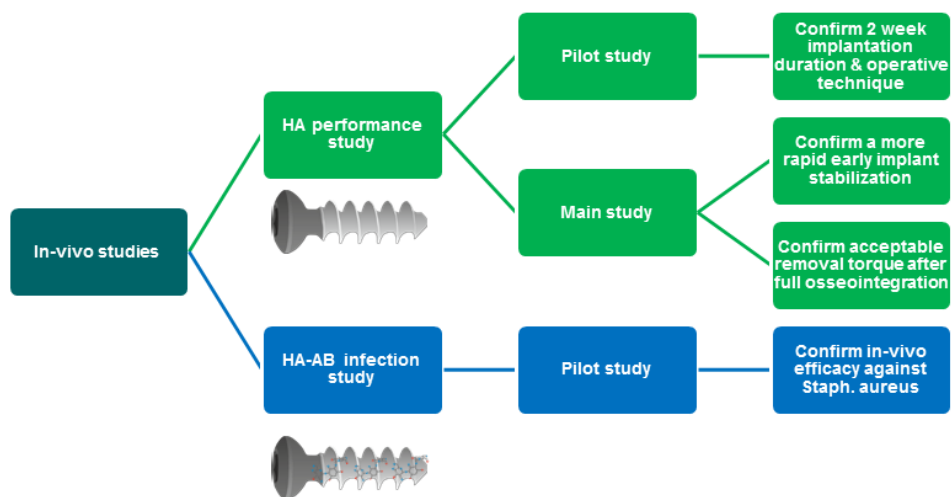 In-vivo studies
HA performance
study
Pilot study
Confirm 2 week
implantation
duration & operative
technique
Main study
Confirm a more
rapid early implant
stabilization
Confirm acceptable
removal torque after
full osseointegration
HA-AB infection
study
Pilot study
Confirm in-vivo
efficacy against
Staph. aureus